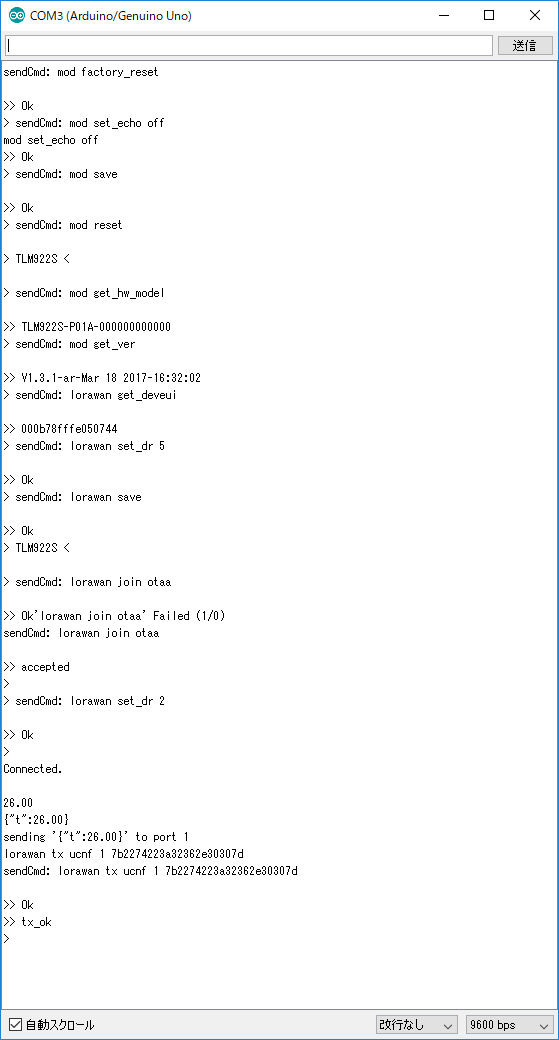 COM3 (Arduino/Genuino Uno)
送信
sendCmd: mod factory_reset
>> Ok
> sendCmd: mod set_echo off
mod set_echo off
>> Ok
> sendCmd: mod save
>> Ok
> sendCmd: mod reset
> TLM922S <
> sendCmd: mod get_hw_model
>> TLM922S-P01A-000000000000
> sendCmd: mod get_ver
>> V1.3.1-ar-Mar 18 2017-16:32:02
> sendCmd: lorawan get_deveui
>> 000b78fffe050744
> sendCmd: lorawan set_dr 5
>> Ok
> sendCmd: lorawan save
>> Ok
> TLM922S <
> sendCmd: lorawan join otaa
>> Ok'lorawan join otaa' Failed (1/0)
sendCmd: lorawan join otaa
>> accepted
>
> sendCmd: lorawan set_dr 2
>> Ok
>
Connected.
26.00
{"t":26.00}
sending '{"t":26.00}' to port 1
lorawan tx ucnf 1 7b2274223a32362e30307d
sendCmd: lorawan tx ucnf 1 7b2274223a32362e30307d
>> Ok
>> tx_ok
>
自動スクロール
改行なし
9600 bps